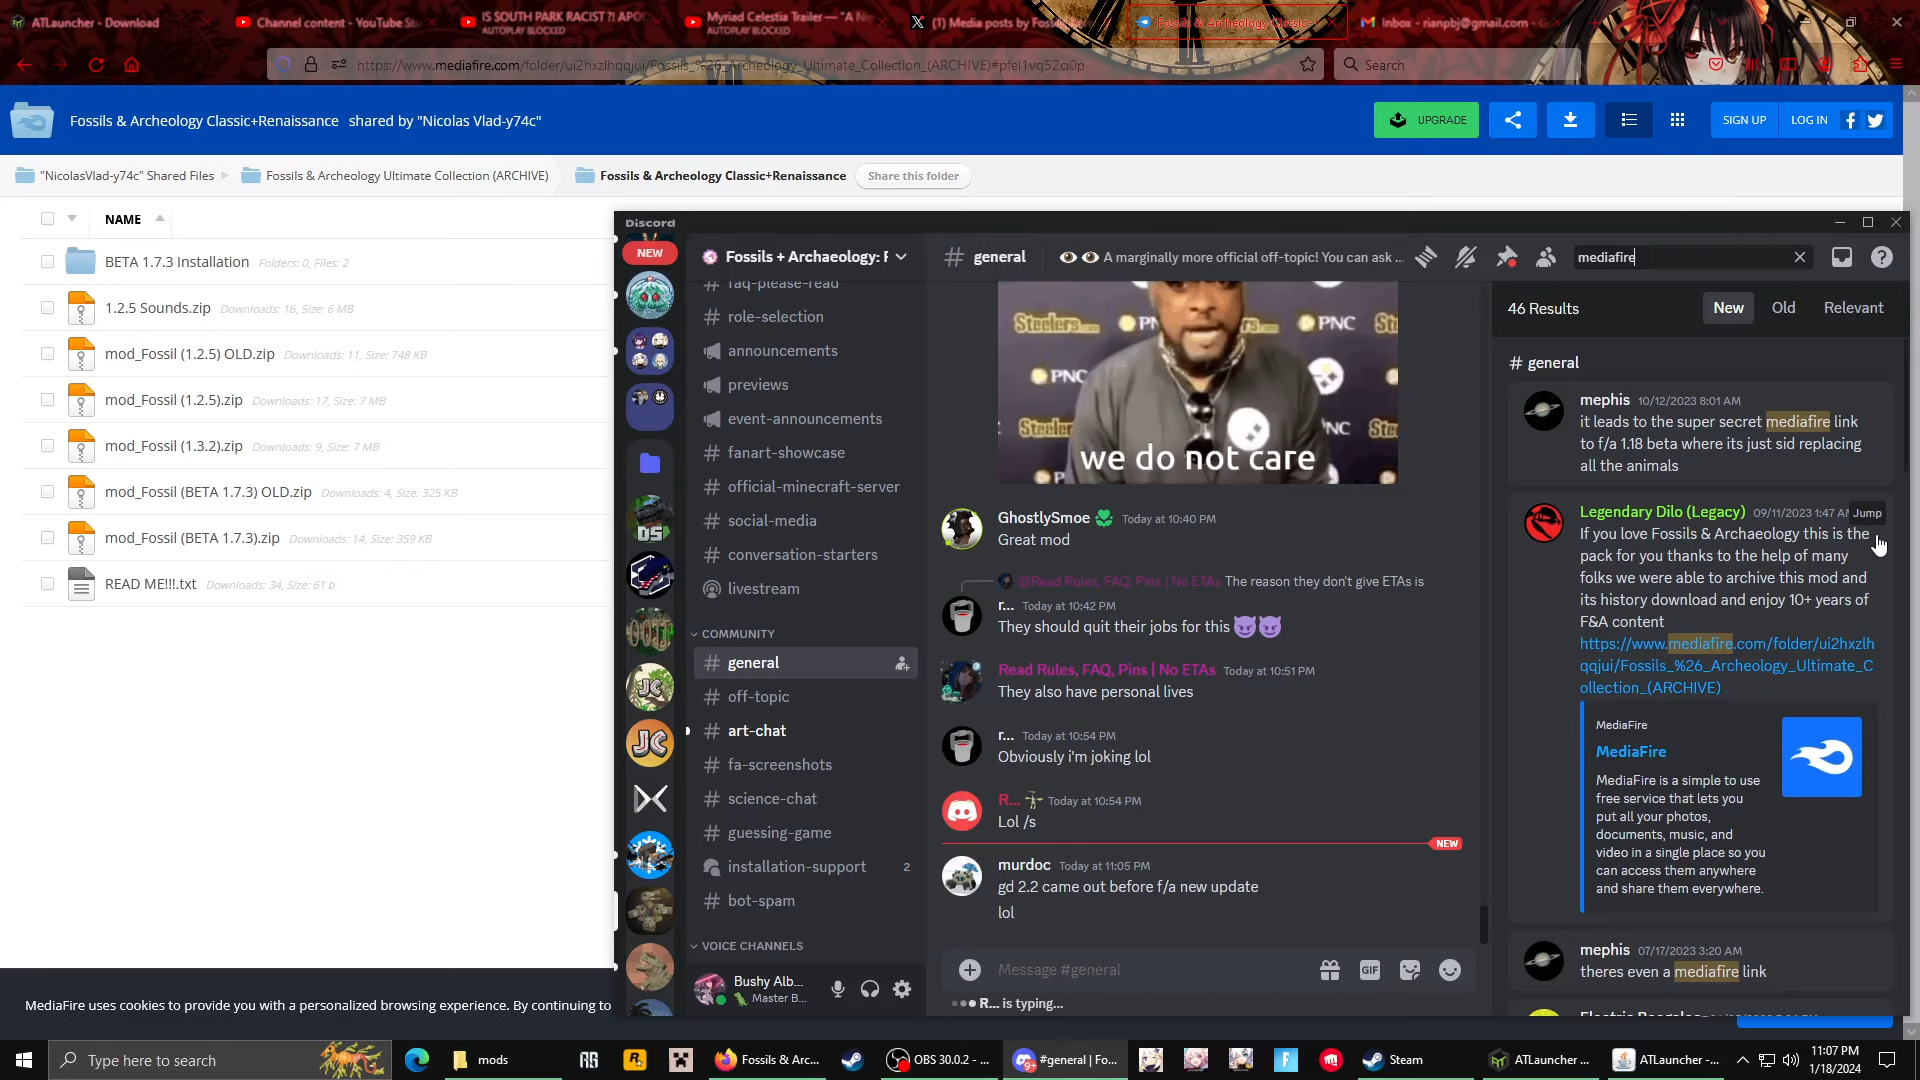 ATLauncher - Download
Channel content - YouTube Stu
IS SOUTH PARK RACIST ?! APO
AUTOPLAY BLOCKED
Myriad Celestia Trailer — "A Ni
AUTOPLAY BLOCKED
(1) Media posts by Fossils
Fossils & Archeology Classic+
Inbox - rianpbj@gmail.com - G
https://www.mediafire.com/folder/ui2hxzlhqqjui/Fossils_%26_Archeology_Ultimate_Collection_(ARCHIVE)#pfel1vq52ci0p
Search
Fossils & Archeology Classic+Renaissance shared by "Nicolas Vlad-y74c"
UPGRADE
SIGN UP
LOG IN
"NicolasVlad-y74c" Shared Files
Fossils & Archeology Ultimate Collection (ARCHIVE)
Fossils & Archeology Classic+Renaissance
Share this folder
NAME
BETA 1.7.3 Installation Folders: 0, Files: 2
1.2.5 Sounds.zip Downloads: 16, Size: 6 MB
mod_Fossil (1.2.5) OLD.zip Downloads: 11, Size: 748 KB
mod_Fossil (1.2.5).zip Downloads: 17, Size: 7 MB
mod_Fossil (1.3.2).zip Downloads: 9, Size: 7 MB
mod_Fossil (BETA 1.7.3) OLD.zip Downloads: 4, Size: 325 KB
mod_Fossil (BETA 1.7.3).zip Downloads: 14, Size: 359 KB
READ ME!!!.txt Downloads: 34, Size: 61 b
MediaFire uses cookies to provide you with a personalized browsing experience. By continuing to
Discord
NEW
Fossils + Archaeology: F
faq-please-read
role-selection
announcements
previews
event-announcements
fanart-showcase
official-minecraft-server
social-media
conversation-starters
livestream
COMMUNITY
general
off-topic
art-chat
fa-screenshots
science-chat
guessing-game
installation-support 2
bot-spam
VOICE CHANNELS
Bushy Alb...
Master B...
general
A marginally more official off-topic! You can ask ...
mediafire
Steelers
PNC
we do not care
GhostlySmoe Today at 10:40 PM
Great mod
@Read Rules, FAQ, Pins | No ETAs The reason they don't give ETAs is
r... Today at 10:42 PM
They should quit their jobs for this
Read Rules, FAQ, Pins | No ETAs Today at 10:51 PM
They also have personal lives
r... Today at 10:54 PM
Obviously i'm joking lol
R... Today at 10:54 PM
Lol /s
NEW
murdoc Today at 11:05 PM
gd 2.2 came out before f/a new update
lol
Message #general
GIF
R... is typing...
46 Results
New
Old
Relevant
# general
mephis 10/12/2023 8:01 AM
it leads to the super secret mediafire link
to f/a 1.18 beta where its just sid replacing
all the animals
Legendary Dilo (Legacy) 09/11/2023 1:47 AM
Jump
If you love Fossils & Archaeology this is the
pack for you thanks to the help of many
folks we were able to archive this mod and
its history download and enjoy 10+ years of
F&A content
https://www.mediafire.com/folder/ui2hxzlh
qqjui/Fossils_%26_Archeology_Ultimate_C
ollection_(ARCHIVE)
MediaFire
MediaFire
MediaFire is a simple to use
free service that lets you
put all your photos,
documents, music, and
video in a single place so you
can access them anywhere
and share them everywhere.
mephis 07/17/2023 3:20 AM
theres even a mediafire link
Type here to search
mods
Fossils & Arc...
OBS 30.0.2 - ...
#general | Fo...
Steam
ATLauncher ...
ATLauncher -...
11:07 PM
1/18/2024